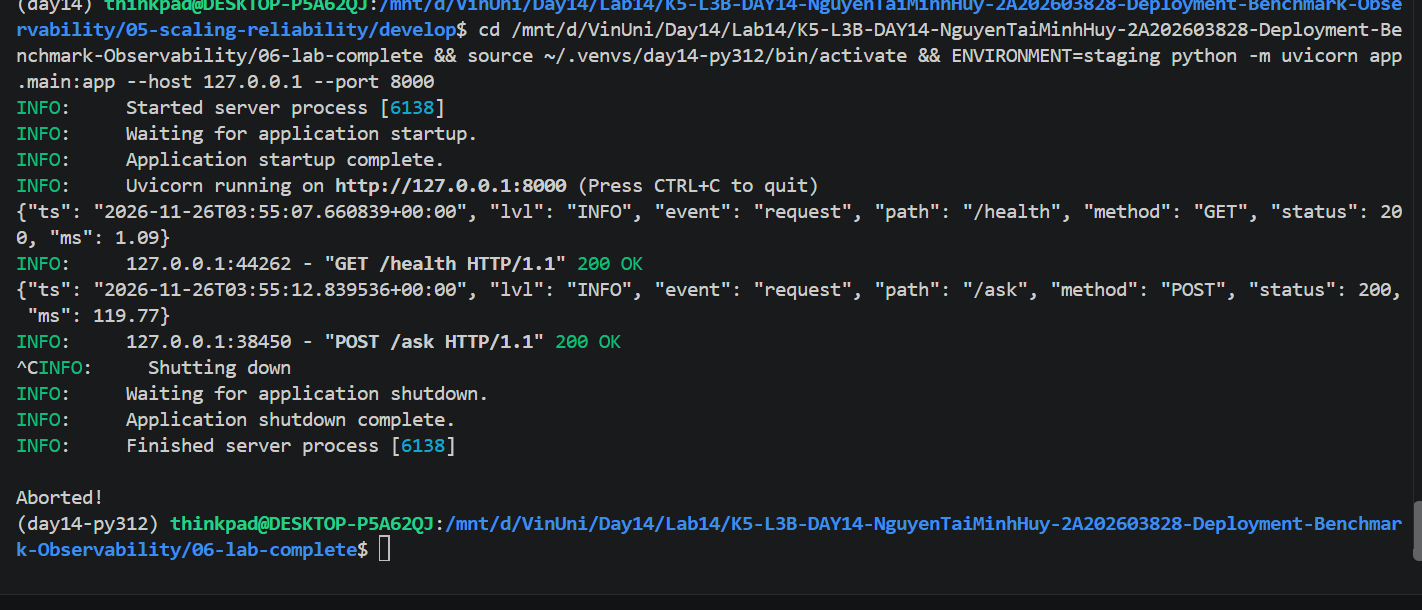 (day14) thinkpad@DESKTOP-P5A62QJ:/mnt/d/VinUni/Day14/Lab14/K5-L3B-DAY14-NguyenTaiMinhHuy-2A202603828-Deployment-Benchmark-Obse
rvability/05-scaling-reliability/develop$ cd /mnt/d/VinUni/Day14/Lab14/K5-L3B-DAY14-NguyenTaiMinhHuy-2A202603828-Deployment-Be
nchmark-Observability/06-lab-complete && source ~/.venvs/day14-py312/bin/activate && ENVIRONMENT=staging python -m uvicorn app
.main:app --host 127.0.0.1 --port 8000
INFO:     Started server process [6138]
INFO:     Waiting for application startup.
INFO:     Application startup complete.
INFO:     Uvicorn running on http://127.0.0.1:8000 (Press CTRL+C to quit)
{"ts": "2026-11-26T03:55:07.660839+00:00", "lvl": "INFO", "event": "request", "path": "/health", "method": "GET", "status": 20
0, "ms": 1.09}
INFO:     127.0.0.1:44262 - "GET /health HTTP/1.1" 200 OK
{"ts": "2026-11-26T03:55:12.839536+00:00", "lvl": "INFO", "event": "request", "path": "/ask", "method": "POST", "status": 200,
 "ms": 119.77}
INFO:     127.0.0.1:38450 - "POST /ask HTTP/1.1" 200 OK
^CINFO:     Shutting down
INFO:     Waiting for application shutdown.
INFO:     Application shutdown complete.
INFO:     Finished server process [6138]
Aborted!
(day14-py312) thinkpad@DESKTOP-P5A62QJ:/mnt/d/VinUni/Day14/Lab14/K5-L3B-DAY14-NguyenTaiMinhHuy-2A202603828-Deployment-Benchmar
k-Observability/06-lab-complete$